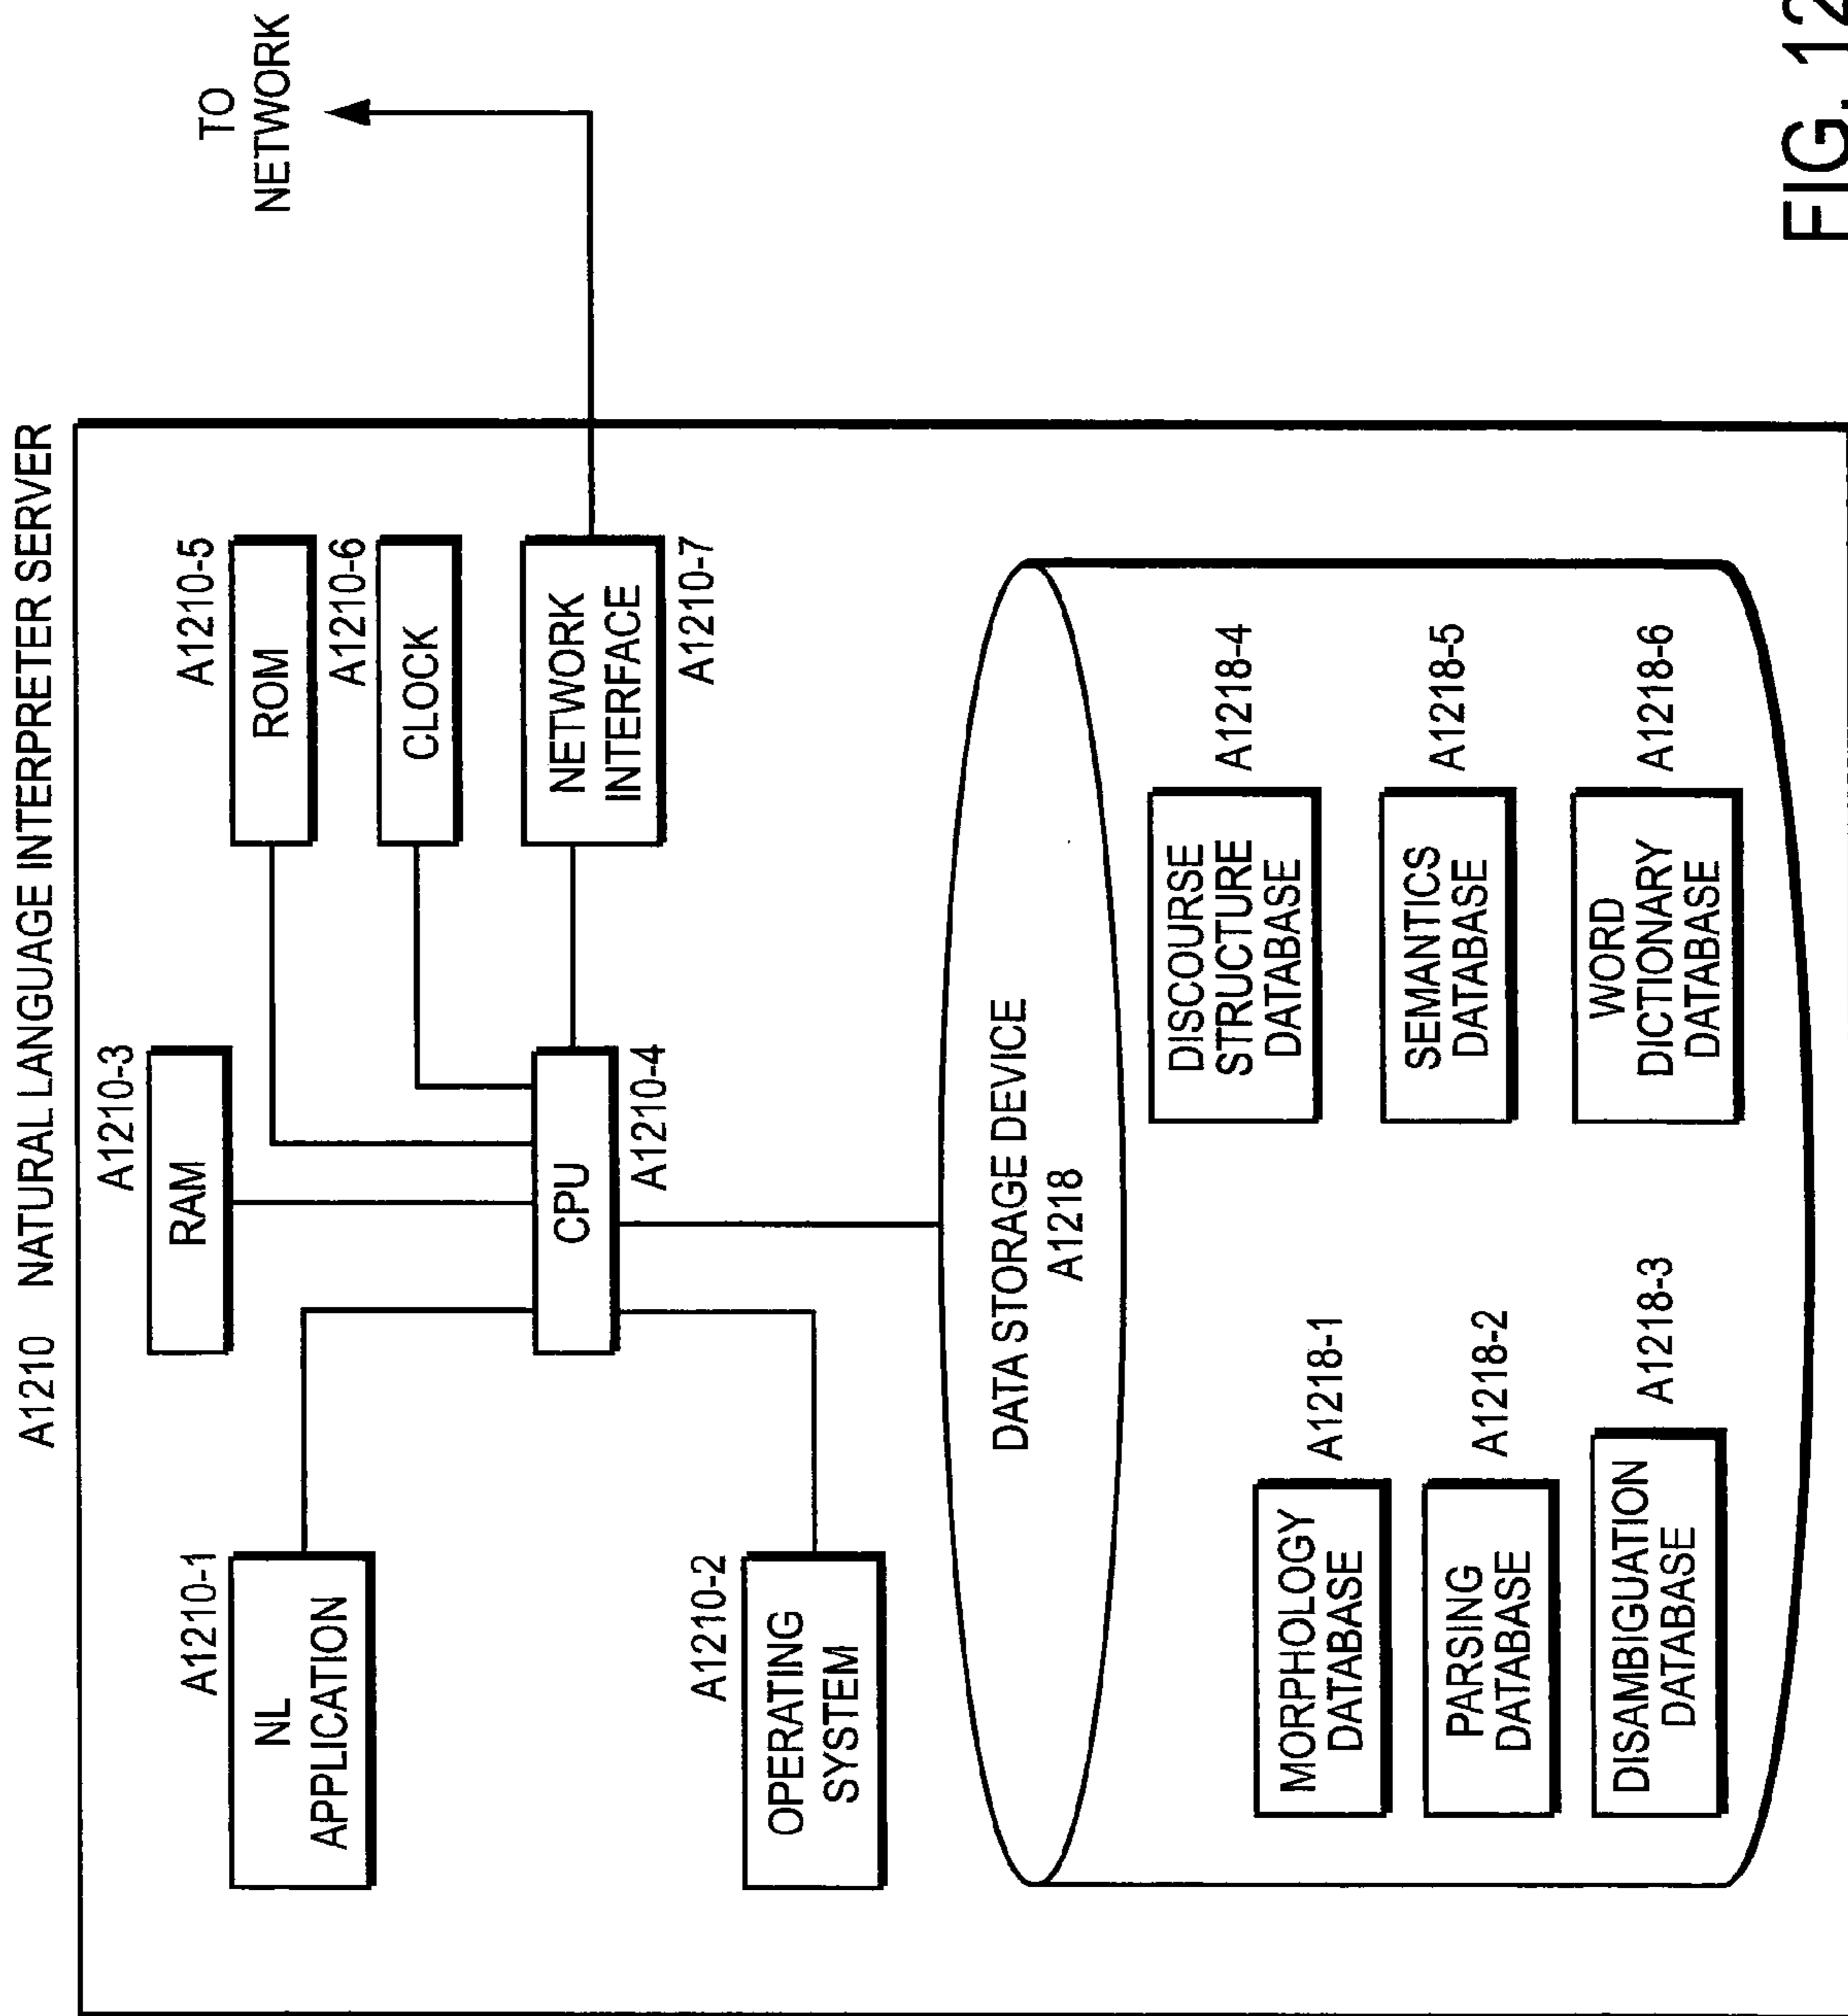 A1210 NATURAL LANGUAGE INTERPRETER SERVER
A1210-1
NL
APPLICATION
A1210-2
OPERATING
SYSTEM
A1210-3
RAM
CPU
A1210-4
A1210-5
ROM
A1210-6
CLOCK
NETWORK
INTERFACE
A1210-7
TO
NETWORK
DATA STORAGE DEVICE
A1218
MORPHOLOGY
DATABASE
A1218-1
PARSING
DATABASE
A1218-2
DISAMBIGUATION
DATABASE
A1218-3
DISCOURSE
STRUCTURE
DATABASE
A1218-4
SEMANTICS
DATABASE
A1218-5
WORD
DICTIONARY
DATABASE
A1218-6
FIG. 12